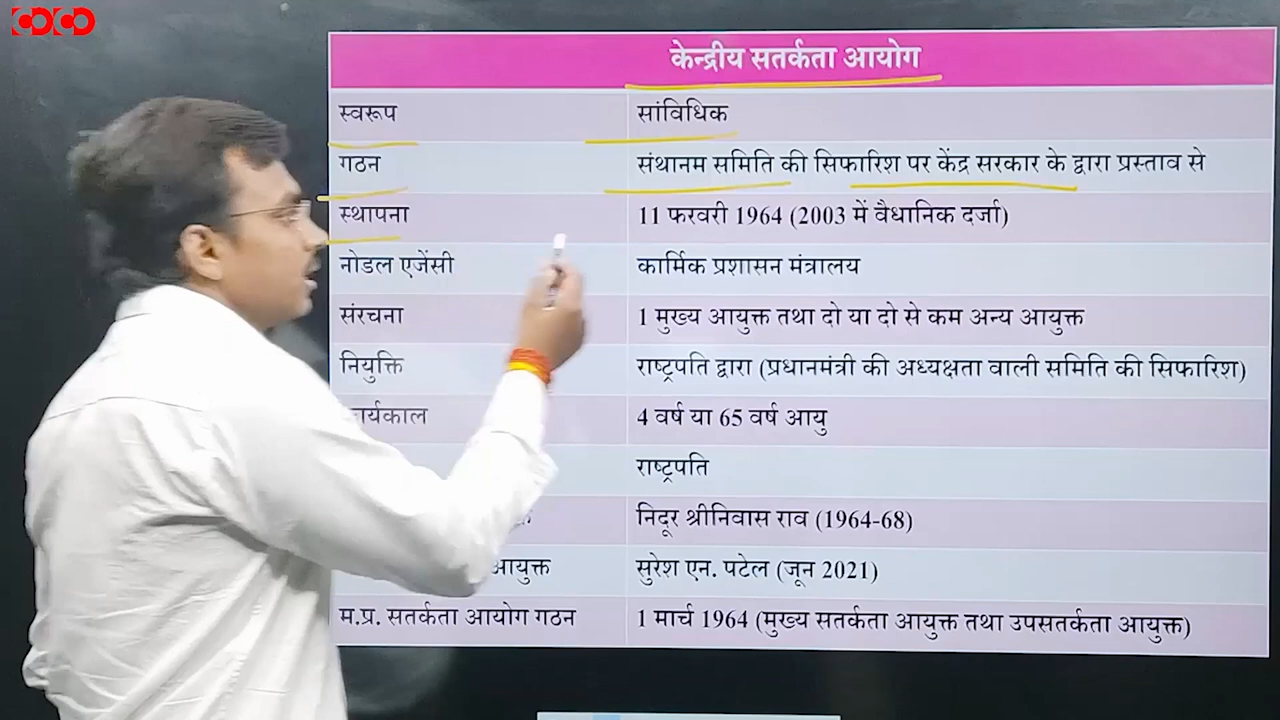 COCO
केन्द्रीय सतर्कता आयोग
स्वरूप सांविधिक
गठन संथानम समिति की सिफारिश पर केंद्र सरकार के द्वारा प्रस्ताव से
स्थापना 11 फरवरी 1964 (2003 में वैधानिक दर्जा)
नोडल एजेंसी कार्मिक प्रशासन मंत्रालय
संरचना 1 मुख्य आयुक्त तथा दो या दो से कम अन्य आयुक्त
नियुक्ति राष्ट्रपति द्वारा (प्रधानमंत्री की अध्यक्षता वाली समिति की सिफारिश)
4 वर्ष या 65 वर्ष आयु
राष्ट्रपति
निदूर श्रीनिवास राव (1964-68)
आयुक्त सुरेश एन. पटेल (जून 2021)
म.प्र. सतर्कता आयोग गठन 1 मार्च 1964 (मुख्य सतर्कता आयुक्त तथा उपसतर्कता आयुक्त)